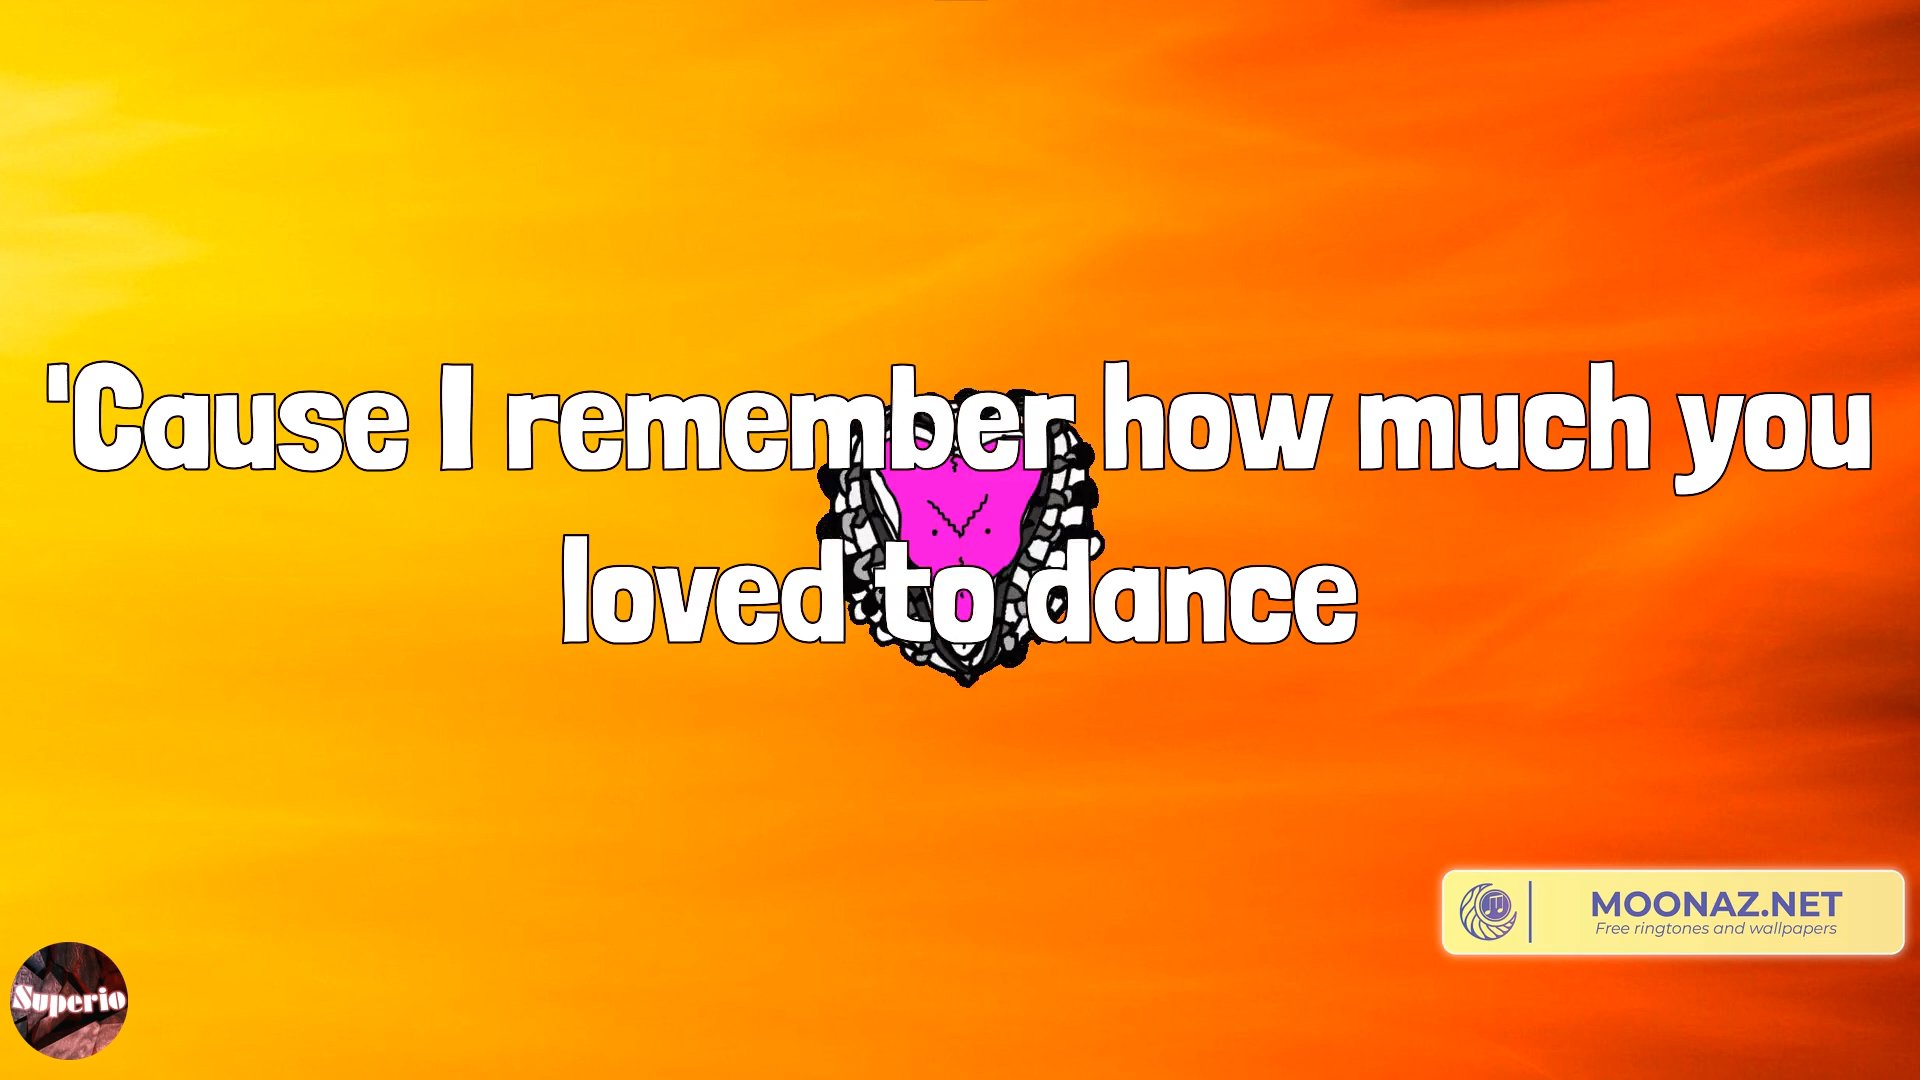 'Cause I remember how much you
loved to dance
MOONAZ.NET
Free ringtones and wallpapers
Superio